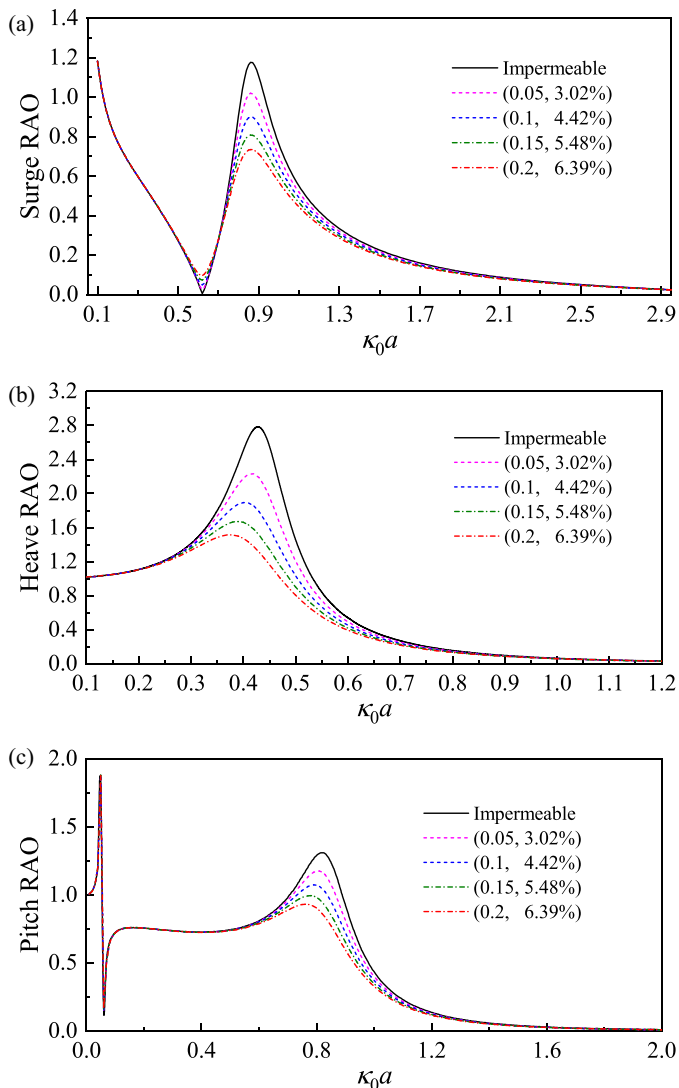 (a)
1.4
1.2
1.0
0.8
0.6
0.4
0.2
0.0
Surge RAO
Impermeable
(0.05, 3.02%)
(0.1, 4.42%)
(0.15, 5.48%)
(0.2, 6.39%)
0.1 0.5 0.9 1.3 1.7 2.1 2.5 2.9
κ₀a
(b)
3.2
2.8
2.4
2.0
1.6
1.2
0.8
0.4
0.0
Heave RAO
Impermeable
(0.05, 3.02%)
(0.1, 4.42%)
(0.15, 5.48%)
(0.2, 6.39%)
0.1 0.2 0.3 0.4 0.5 0.6 0.7 0.8 0.9 1.0 1.1 1.2
κ₀a
(c)
2.0
1.5
1.0
0.5
0.0
Pitch RAO
Impermeable
(0.05, 3.02%)
(0.1, 4.42%)
(0.15, 5.48%)
(0.2, 6.39%)
0.0 0.4 0.8 1.2 1.6 2.0
κ₀a